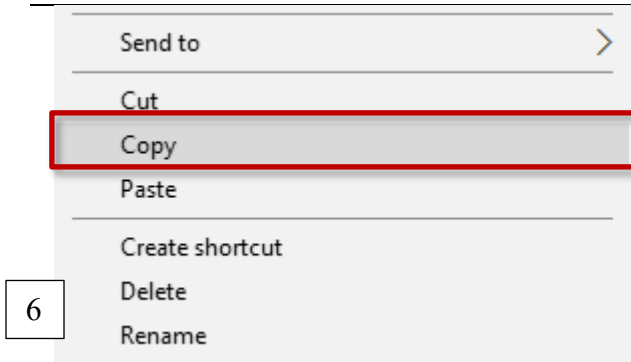 Send to
Cut
Copy
Paste
Create shortcut
Delete
6
Rename